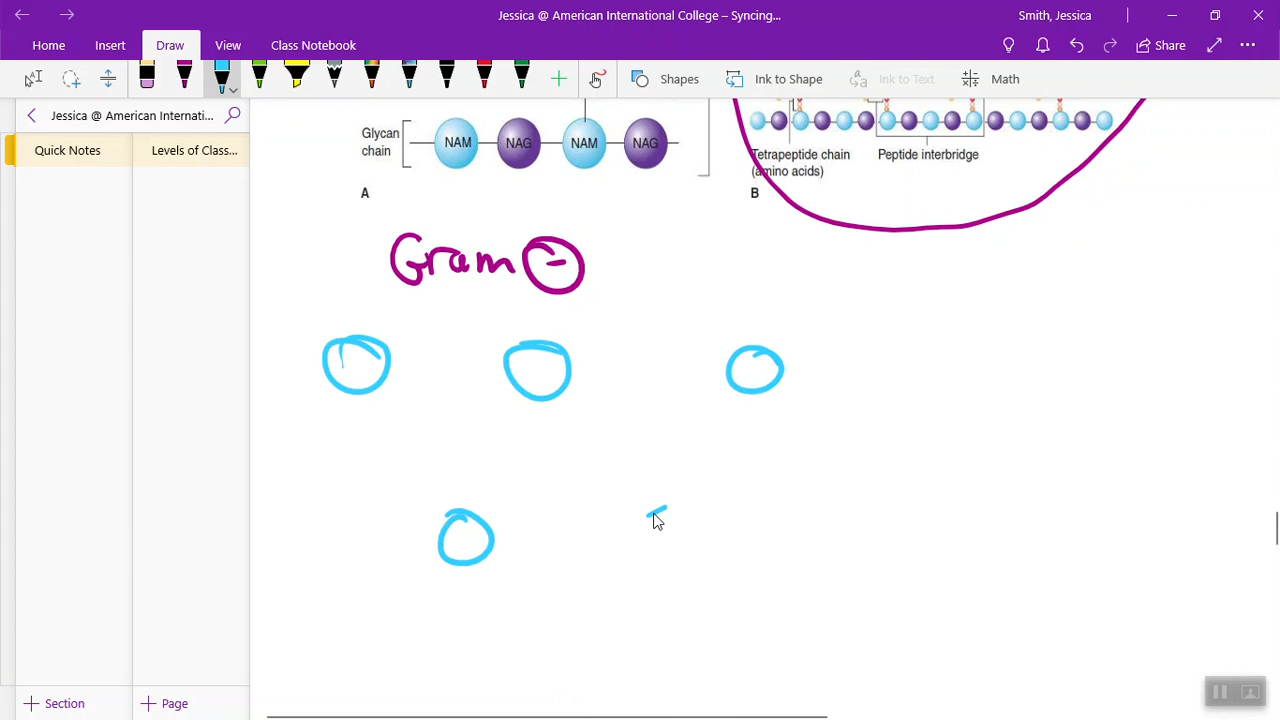 Jessica @ American International College – Syncing...
Smith, Jessica
Home Insert Draw View Class Notebook
Share
Shapes Ink to Shape Ink to Text Math
Jessica @ American Internati...
Quick Notes
Levels of Class...
Glycan chain
NAM NAG NAM NAG
A
Tetrapeptide chain (amino acids)
Peptide interbridge
B
Gram -
Section
Page